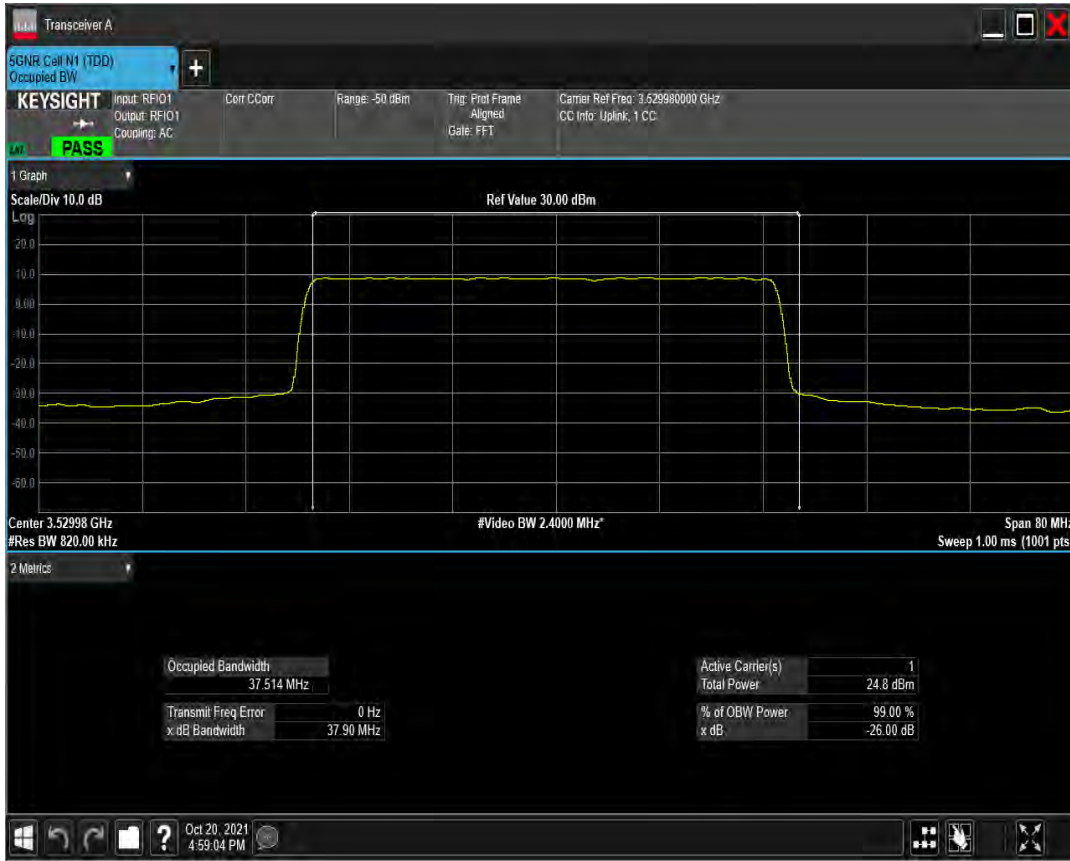 Transceiver A
5GNR Cell N1 (TDD)
Occupied BW
+
KEYSIGHT
Input: RFIO1
Output: RFIO1
Coupling: AC
Corr CCorr
Range: -50 dBm
Trig: Prot Frame
Aligned
Gate: FFT
Carrier Ref Freq: 3.529980000 GHz
CC Info: Uplink, 1 CC
PASS
1 Graph
Scale/Div 10.0 dB
Ref Value 30.00 dBm
Log
20.0
10.0
0.00
-10.0
-20.0
-30.0
-40.0
-50.0
-60.0
Center 3.52998 GHz
#Video BW 2.4000 MHz*
Span 80 MHz
#Res BW 820.00 kHz
Sweep 1.00 ms (1001 pts
2 Metrics
Occupied Bandwidth
37.514 MHz
Transmit Freq Error 0 Hz
x dB Bandwidth 37.90 MHz
Active Carrier(s) 1
Total Power 24.8 dBm
% of OBW Power 99.00 %
x dB -26.00 dB
?
Oct 20, 2021
4:59:04 PM